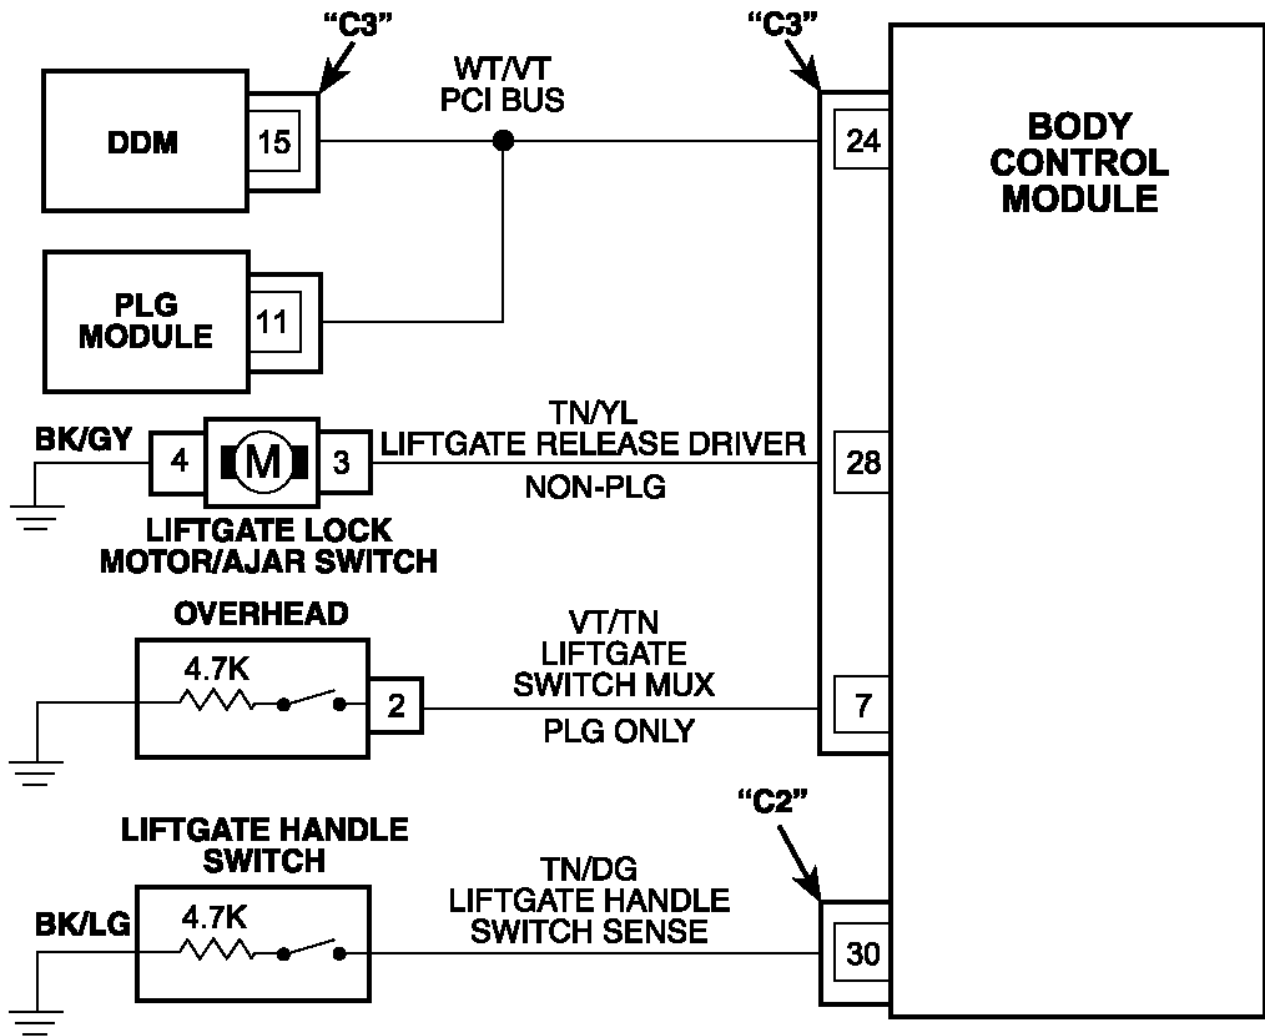 “C3”
“C3”
WT/VT
PCI BUS
DDM
15
24
BODY
CONTROL
MODULE
PLG
MODULE
11
BK/GY
4
M
3
TN/YL
LIFTGATE RELEASE DRIVER
NON-PLG
28
LIFTGATE LOCK
MOTOR/AJAR SWITCH
OVERHEAD
4.7K
2
VT/TN
LIFTGATE
SWITCH MUX
PLG ONLY
7
“C2”
LIFTGATE HANDLE
SWITCH
BK/LG
4.7K
TN/DG
LIFTGATE HANDLE
SWITCH SENSE
30